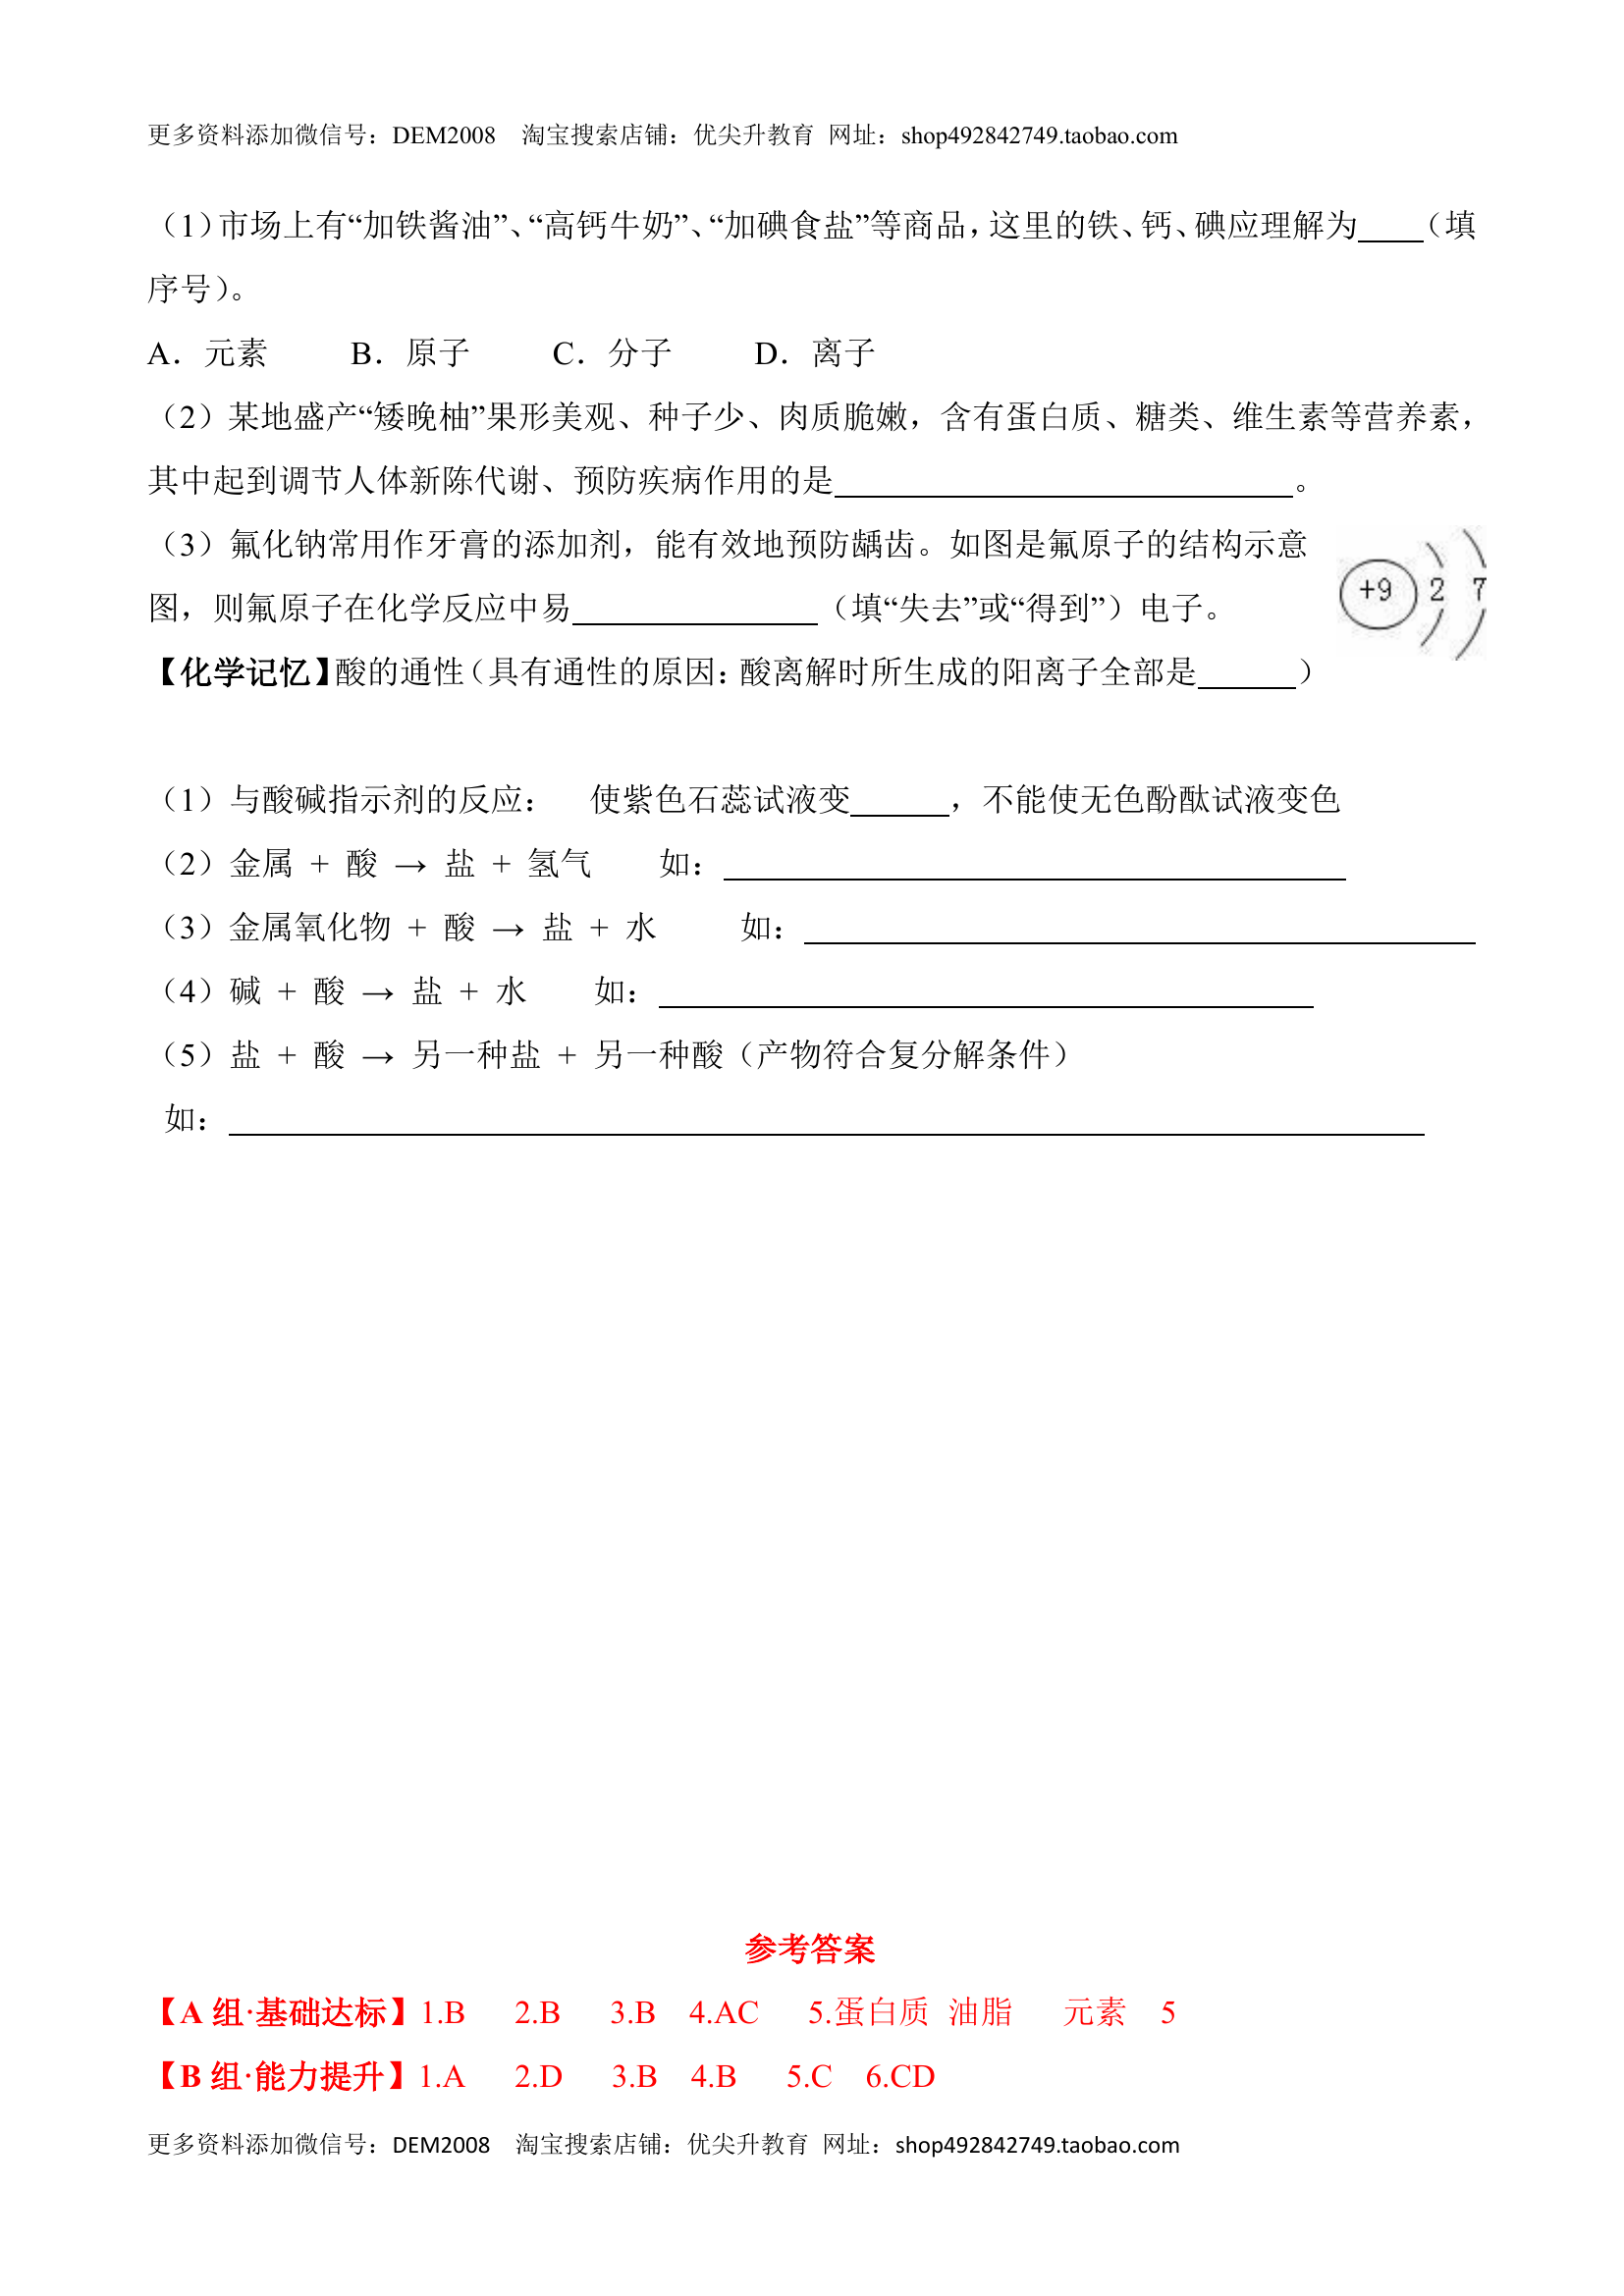 更多资料添加微信号：DEM2008 淘宝搜索店铺：优尖升教育 网址：shop492842749.taobao.com
（1）市场上有“加铁酱油”、“高钙牛奶”、“加碘食盐”等商品，这里的铁、钙、碘应理解为____（填
序号）。
A．元素 B．原子 C．分子 D．离子
（2）某地盛产“矮晚柚”果形美观、种子少、肉质脆嫩，含有蛋白质、糖类、维生素等营养素，
其中起到调节人体新陈代谢、预防疾病作用的是____________________________。
（3）氟化钠常用作牙膏的添加剂，能有效地预防龋齿。如图是氟原子的结构示意
图，则氟原子在化学反应中易_______________（填“失去”或“得到”）电子。
+9 2 7
【化学记忆】酸的通性（具有通性的原因：酸离解时所生成的阳离子全部是______）
（1）与酸碱指示剂的反应： 使紫色石蕊试液变______，不能使无色酚酞试液变色
（2）金属 + 酸 → 盐 + 氢气 如：______________________________________
（3）金属氧化物 + 酸 → 盐 + 水 如：_________________________________________
（4）碱 + 酸 → 盐 + 水 如：________________________________________
（5）盐 + 酸 → 另一种盐 + 另一种酸（产物符合复分解条件）
如：_________________________________________________________________________
参考答案
【A 组·基础达标】1.B 2.B 3.B 4.AC 5.蛋白质 油脂 元素 5
【B 组·能力提升】1.A 2.D 3.B 4.B 5.C 6.CD
更多资料添加微信号：DEM2008 淘宝搜索店铺：优尖升教育 网址：shop492842749.taobao.com